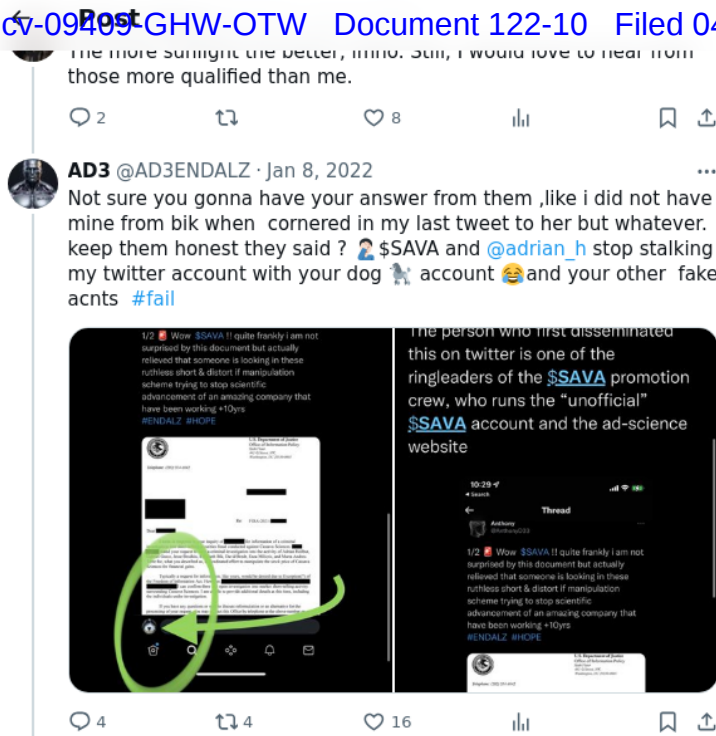 cv-09409-GHW-OTW Document 122-10 Filed 04
Post
The more sunlight the better, imho. Still, I would love to hear from
those more qualified than me.
2
8
AD3 @AD3ENDALZ · Jan 8, 2022
Not sure you gonna have your answer from them ,like i did not have
mine from bik when cornered in my last tweet to her but whatever.
keep them honest they said ? 🤦🏻‍♂️ $SAVA and @adrian_h stop stalking
my twitter account with your dog 🐩 account 😂and your other fake
acnts #fail
1/2 🚨 Wow $SAVA !! quite frankly i am not
surprised by this document but actually
relieved that someone is looking in these
ruthless short & distort if manipulation
scheme trying to stop scientific
advancement of an amazing company that
have been working +10yrs
#ENDALZ #HOPE
U.S. Department of Justice
Office of Information Policy
The person who first disseminated
this on twitter is one of the
ringleaders of the $SAVA promotion
crew, who runs the “unofficial”
$SAVA account and the ad-science
website
10:29
Search
Thread
Anthony
1/2 🚨 Wow $SAVA !! quite frankly i am not
surprised by this document but actually
relieved that someone is looking in these
ruthless short & distort if manipulation
scheme trying to stop scientific
advancement of an amazing company that
have been working +10yrs
#ENDALZ #HOPE
U.S. Department of Justice
Office of Information Policy
4
4
16